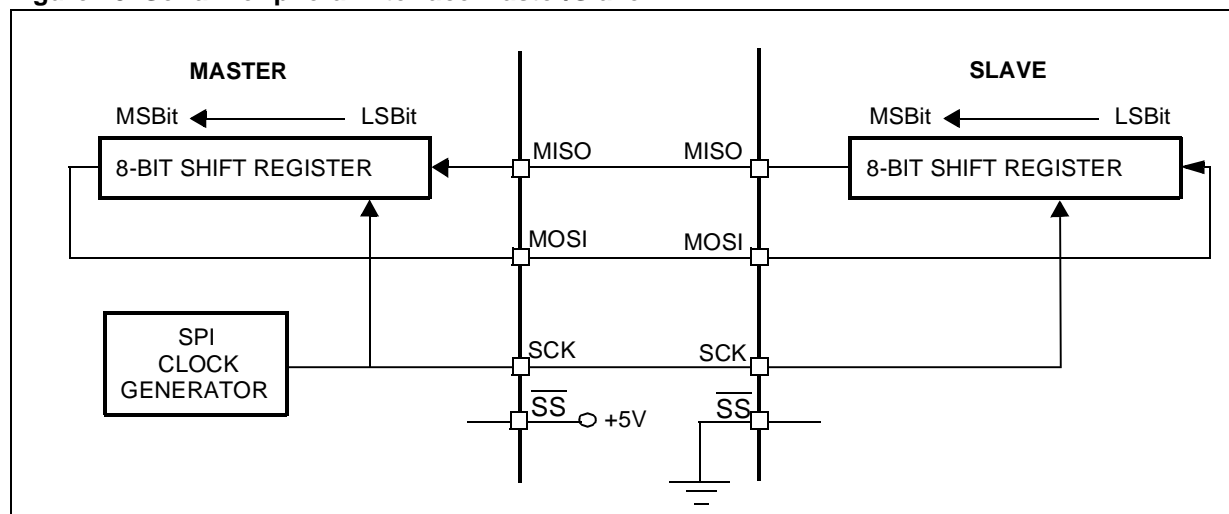 MASTER
SLAVE
MSBit LSBit
MSBit LSBit
8-BIT SHIFT REGISTER
MISO
MISO
8-BIT SHIFT REGISTER
MOSI
MOSI
SPI
CLOCK
GENERATOR
SCK
SCK
SS
+5V
SS